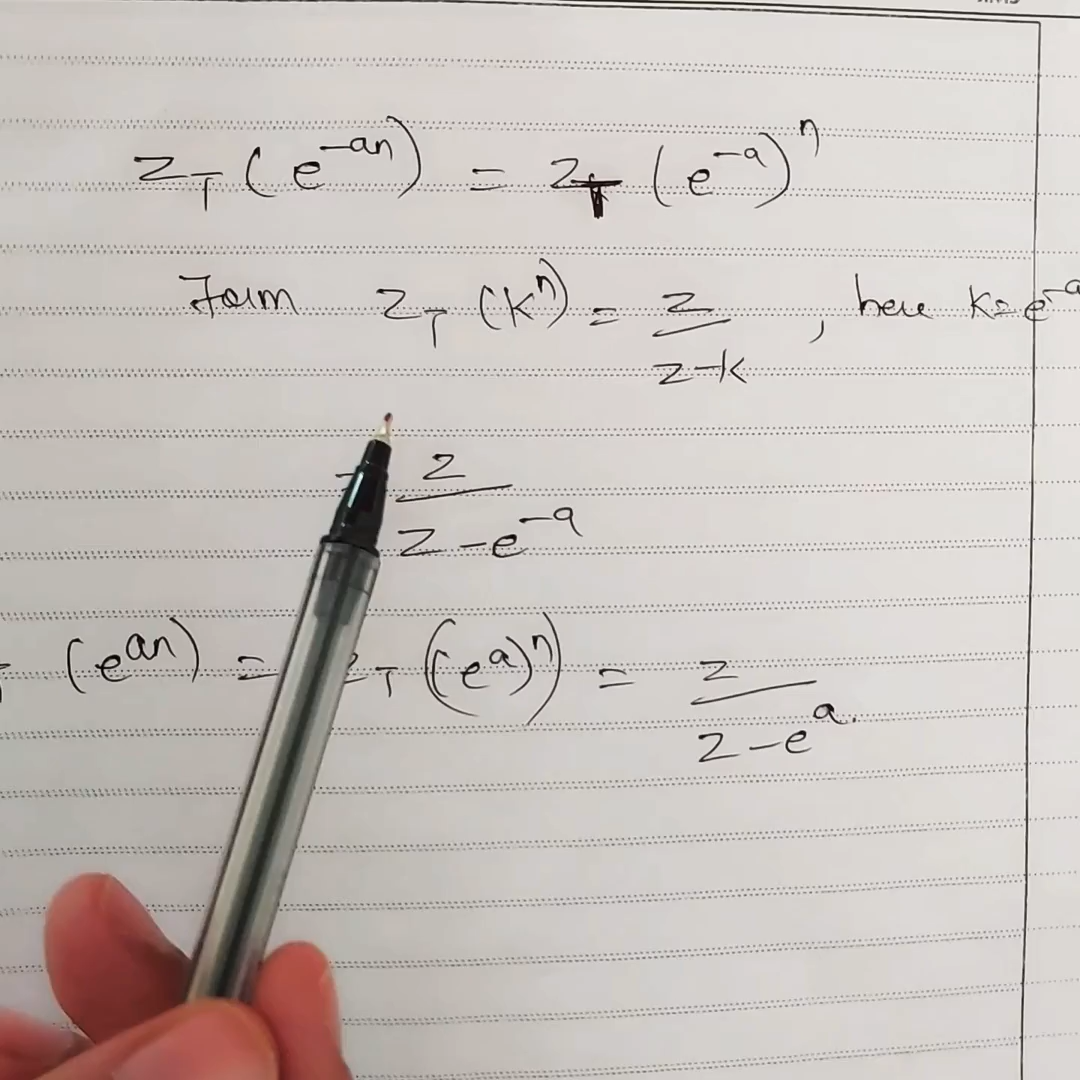 Z_T (e^{-an}) = Z_T (e^{-a})^n
Form Z_T (k^n) = z/(z-k) , here k = e^{-a}
= z/(z-e^{-a})
(e^{an}) = Z_T ((e^a)^n) = z/(z-e^a).